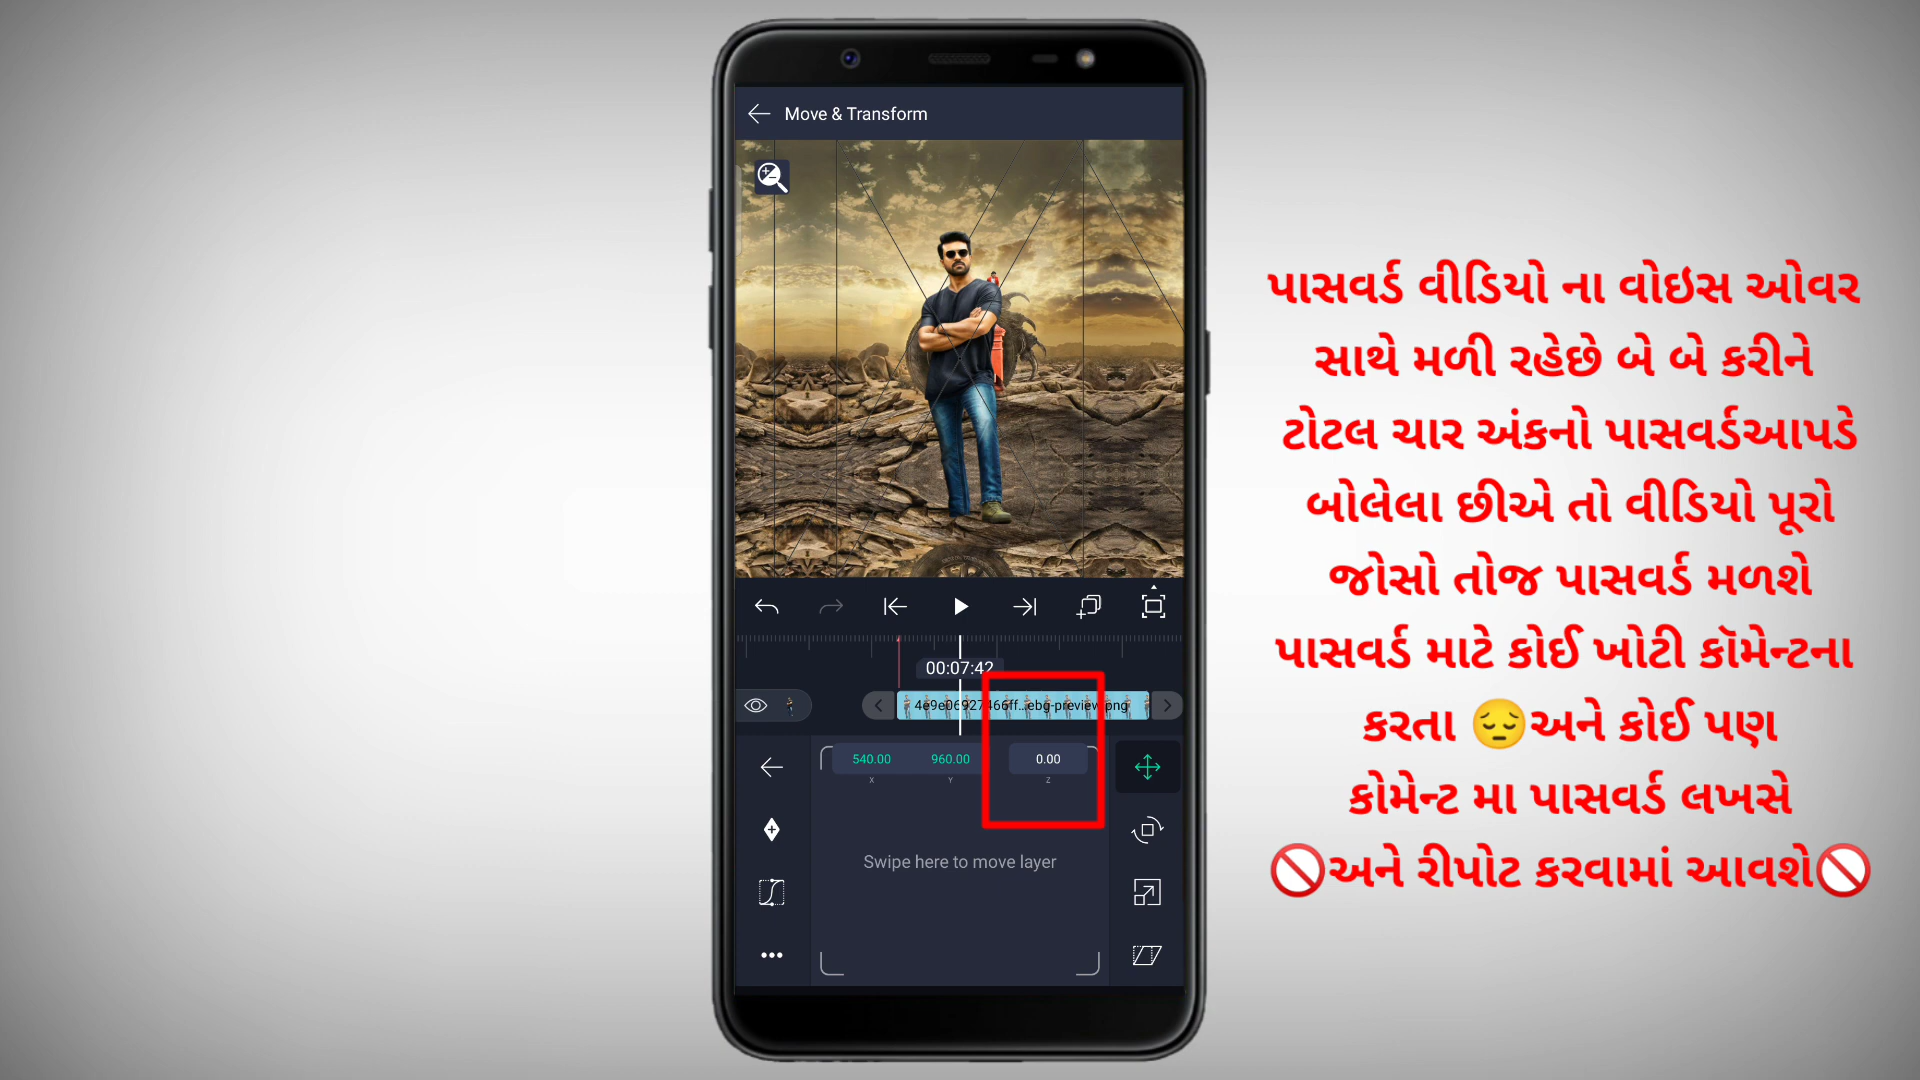 Move & Transform
00:07:42
4e9e06927466ff...ebg-preview.png
540.00
960.00
0.00
X
Y
Z
Swipe here to move layer
પાસવર્ડ વીડિયો ના વોઇસ ઓવર
સાથે મળી રહેછે બે બે કરીને
ટોટલ ચાર અંકનો પાસવર્ડઆપડે
બોલેલા છીએ તો વીડિયો પૂરો
જોસો તોજ પાસવર્ડ મળશે
પાસવર્ડ માટે કોઈ ખોટી કૉમેન્ટના
કરતા 😔અને કોઈ પણ
કોમેન્ટ મા પાસવર્ડ લખસે
🚫અને રીપોટ કરવામાં આવશે🚫